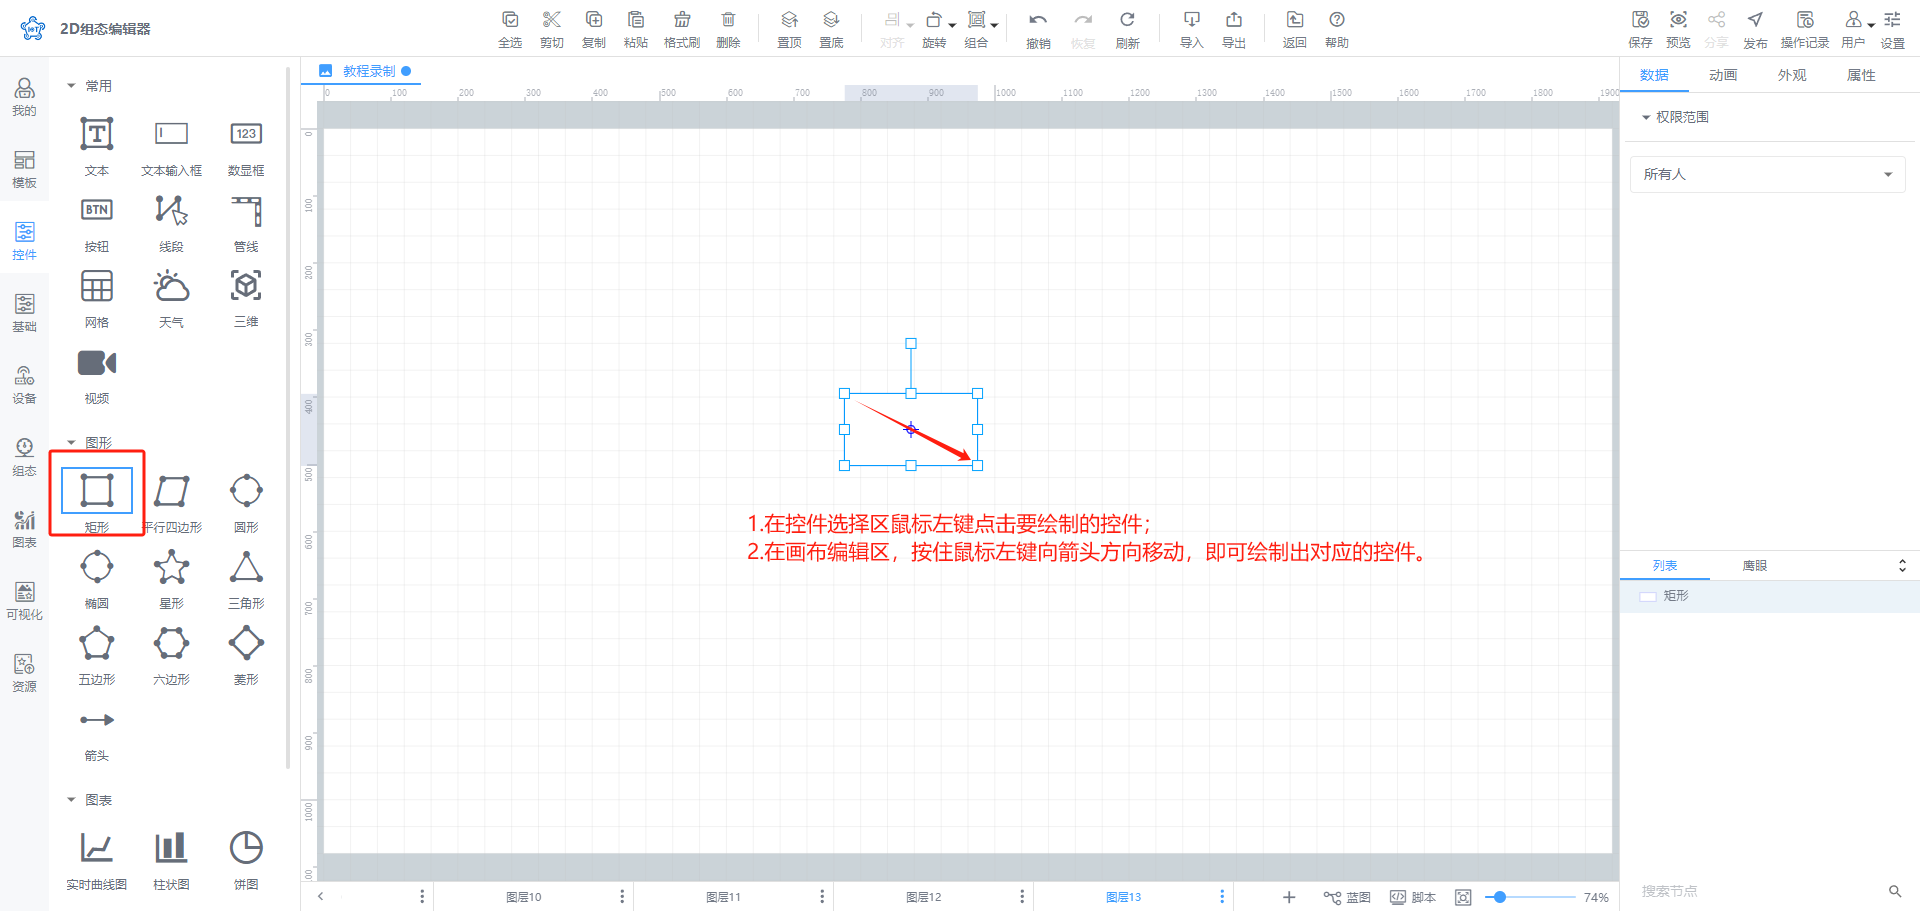 2D组态编辑器
全选 剪切 复制 粘贴 格式刷 删除 置顶 置底 对齐 旋转 组合 撤销 恢复 刷新 导入 导出 返回 帮助 保存 预览 分享 发布 操作记录 用户 设置
我的
模板
控件
基础
设备
组态
图表
可视化
资源
常用
T 123
文本 文本输入框 数显框
BTN
按钮 线段 管线
网格 天气 三维
视频
图形
矩形 平行四边形 圆形
椭圆 星形 三角形
五边形 六边形 菱形
箭头
图表
实时曲线图 柱状图 饼图
教程录制
0 100 200 300 400 500 600 700 800 900 1000 1100 1200 1300 1400 1500 1600 1700 1800 1900
0
100
200
300
400
500
600
700
800
900
1000
1.在控件选择区鼠标左键点击要绘制的控件；
2.在画布编辑区，按住鼠标左键向箭头方向移动，即可绘制出对应的控件。
图层10 图层11 图层12 图层13 蓝图 脚本 74%
数据 动画 外观 属性
权限范围
所有人
列表 鹰眼
矩形
搜索节点